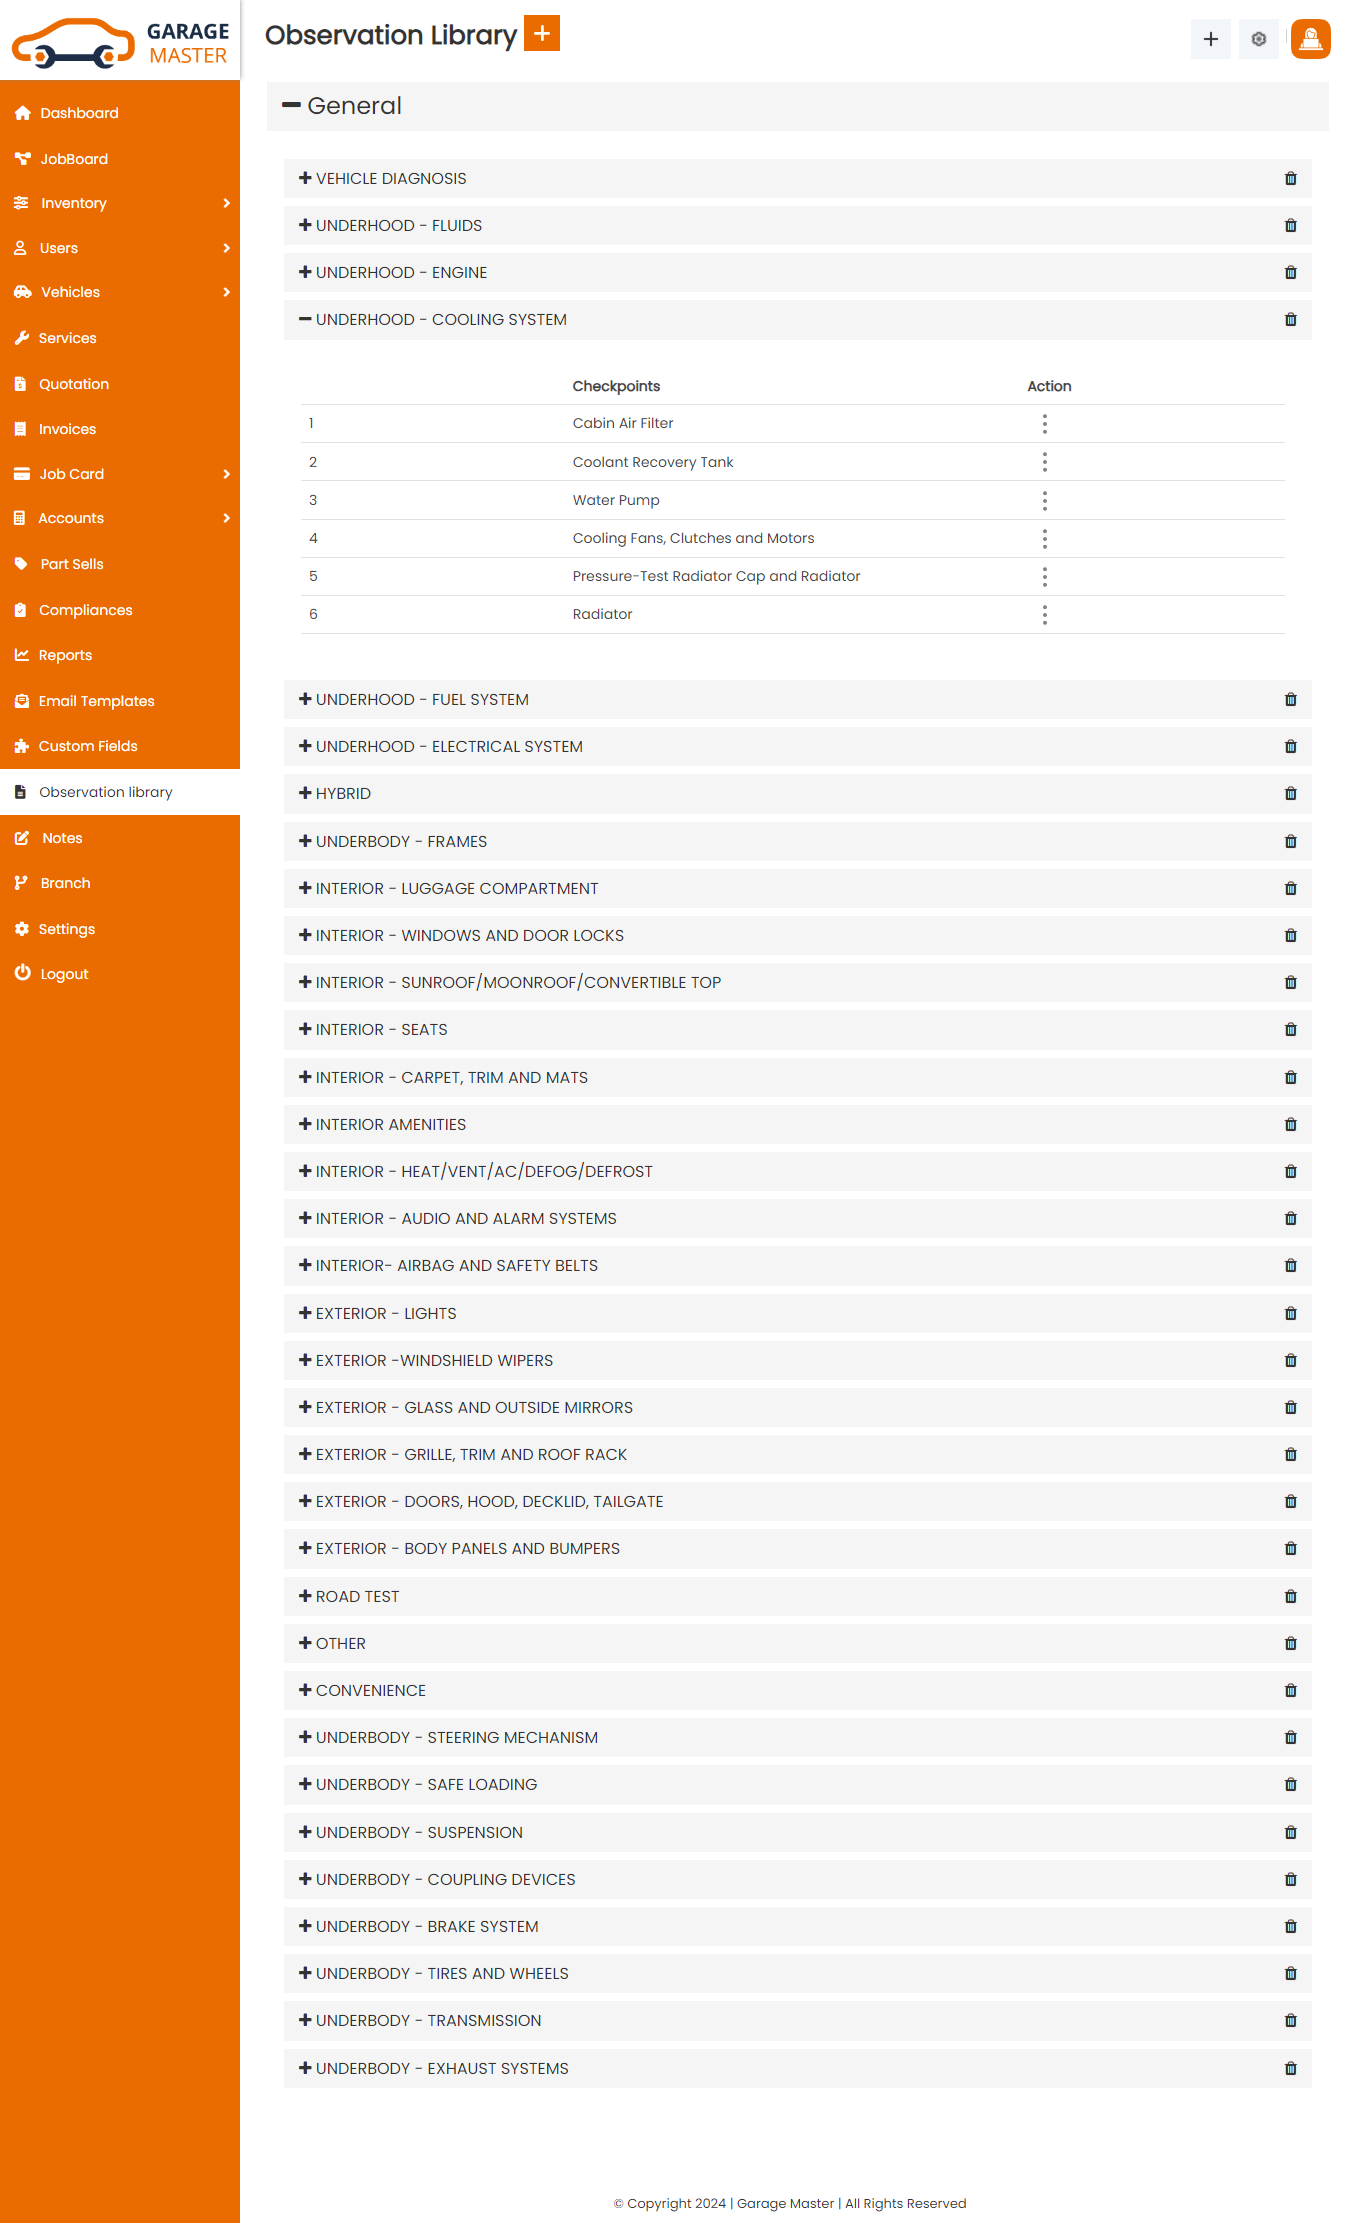 GARAGE
MASTER
Observation Library
Dashboard
JobBoard
Inventory
Users
Vehicles
Services
Quotation
Invoices
Job Card
Accounts
Part Sells
Compliances
Reports
Email Templates
Custom Fields
Observation library
Notes
Branch
Settings
Logout
General
VEHICLE DIAGNOSIS
UNDERHOOD - FLUIDS
UNDERHOOD - ENGINE
UNDERHOOD - COOLING SYSTEM
Checkpoints Action
1 Cabin Air Filter
2 Coolant Recovery Tank
3 Water Pump
4 Cooling Fans, Clutches and Motors
5 Pressure-Test Radiator Cap and Radiator
6 Radiator
UNDERHOOD - FUEL SYSTEM
UNDERHOOD - ELECTRICAL SYSTEM
HYBRID
UNDERBODY - FRAMES
INTERIOR - LUGGAGE COMPARTMENT
INTERIOR - WINDOWS AND DOOR LOCKS
INTERIOR - SUNROOF/MOONROOF/CONVERTIBLE TOP
INTERIOR - SEATS
INTERIOR - CARPET, TRIM AND MATS
INTERIOR AMENITIES
INTERIOR - HEAT/VENT/AC/DEFOG/DEFROST
INTERIOR - AUDIO AND ALARM SYSTEMS
INTERIOR- AIRBAG AND SAFETY BELTS
EXTERIOR - LIGHTS
EXTERIOR -WINDSHIELD WIPERS
EXTERIOR - GLASS AND OUTSIDE MIRRORS
EXTERIOR - GRILLE, TRIM AND ROOF RACK
EXTERIOR - DOORS, HOOD, DECKLID, TAILGATE
EXTERIOR - BODY PANELS AND BUMPERS
ROAD TEST
OTHER
CONVENIENCE
UNDERBODY - STEERING MECHANISM
UNDERBODY - SAFE LOADING
UNDERBODY - SUSPENSION
UNDERBODY - COUPLING DEVICES
UNDERBODY - BRAKE SYSTEM
UNDERBODY - TIRES AND WHEELS
UNDERBODY - TRANSMISSION
UNDERBODY - EXHAUST SYSTEMS
© Copyright 2024 | Garage Master | All Rights Reserved